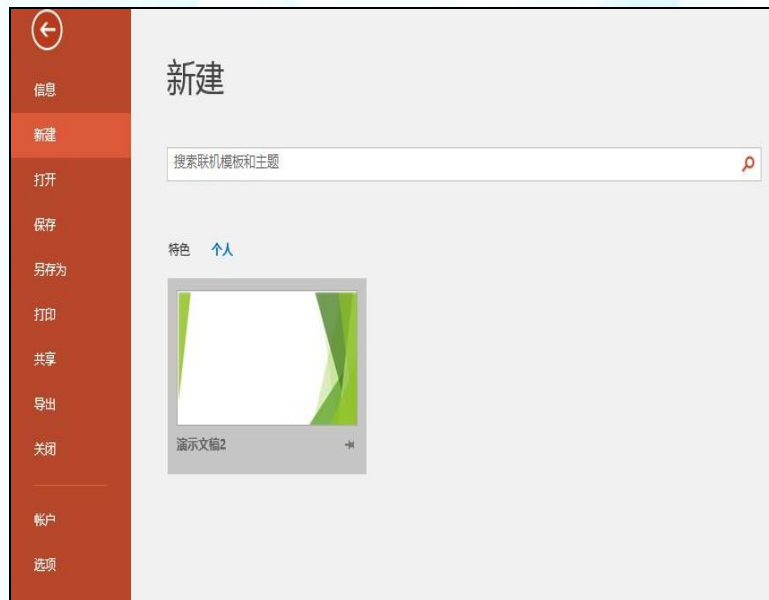 信息
新建
打开
保存
另存为
打印
共享
导出
关闭
帐户
选项
新建
搜索联机模板和主题
特色 个人
演示文稿2